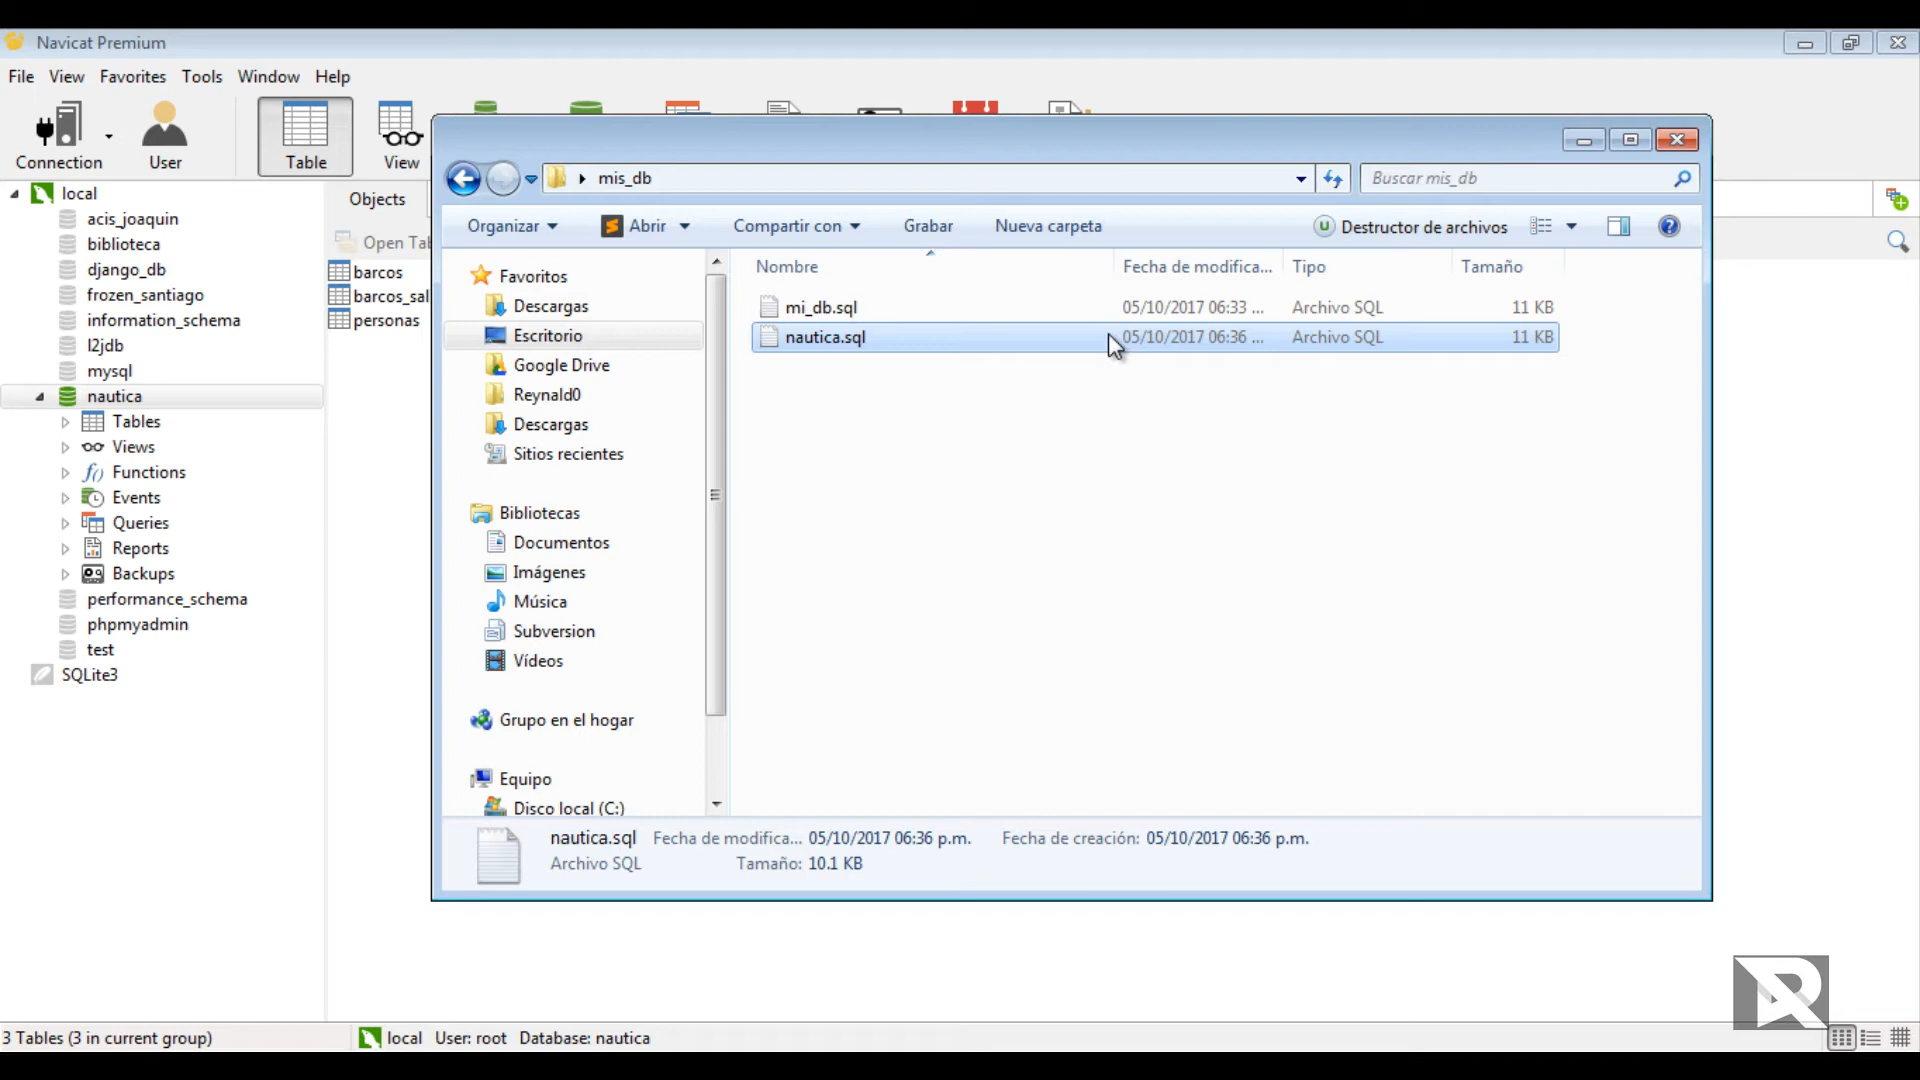 Navicat Premium
File View Favorites Tools Window Help
Connection User Table View
local
acis_joaquin
biblioteca
django_db
frozen_santiago
information_schema
l2jdb
mysql
nautica
Tables
Views
Functions
Events
Queries
Reports
Backups
performance_schema
phpmyadmin
test
SQLite3
Objects
Open Tab
barcos
barcos_sal
personas
mis_db
Buscar mis_db
Organizar Abrir Compartir con Grabar Nueva carpeta Destructor de archivos
Favoritos
Descargas
Escritorio
Google Drive
Reynald0
Descargas
Sitios recientes
Bibliotecas
Documentos
Imágenes
Música
Subversion
Vídeos
Grupo en el hogar
Equipo
Disco local (C:)
Nombre Fecha de modifica... Tipo Tamaño
mi_db.sql 05/10/2017 06:33 ... Archivo SQL 11 KB
nautica.sql 05/10/2017 06:36 ... Archivo SQL 11 KB
nautica.sql Fecha de modifica... 05/10/2017 06:36 p.m. Fecha de creación: 05/10/2017 06:36 p.m.
Archivo SQL Tamaño: 10.1 KB
3 Tables (3 in current group) local User: root Database: nautica